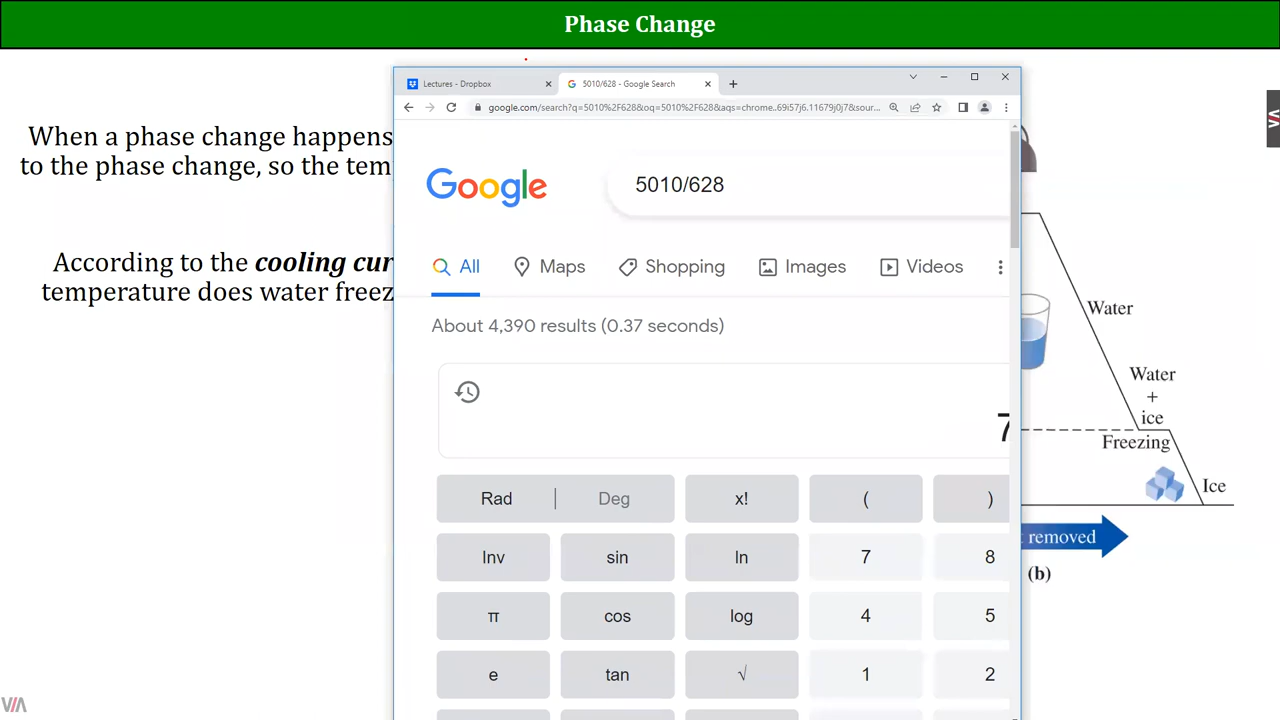 Phase Change
When a phase change happens
to the phase change, so the tem
According to the cooling cur
temperature does water freez
Lectures - Dropbox
5010/628 - Google Search
google.com/search?q=5010%2F628&oq=5010%2F628&aqs=chrome..69i57j6.11679j0j7&sour...
Google
5010/628
All Maps Shopping Images Videos
About 4,390 results (0.37 seconds)
7
Rad Deg x! ( )
Inv sin ln 7 8
π cos log 4 5
e tan √ 1 2
Water
Water
+
ice
Freezing
Ice
removed
(b)
VIA
VIA